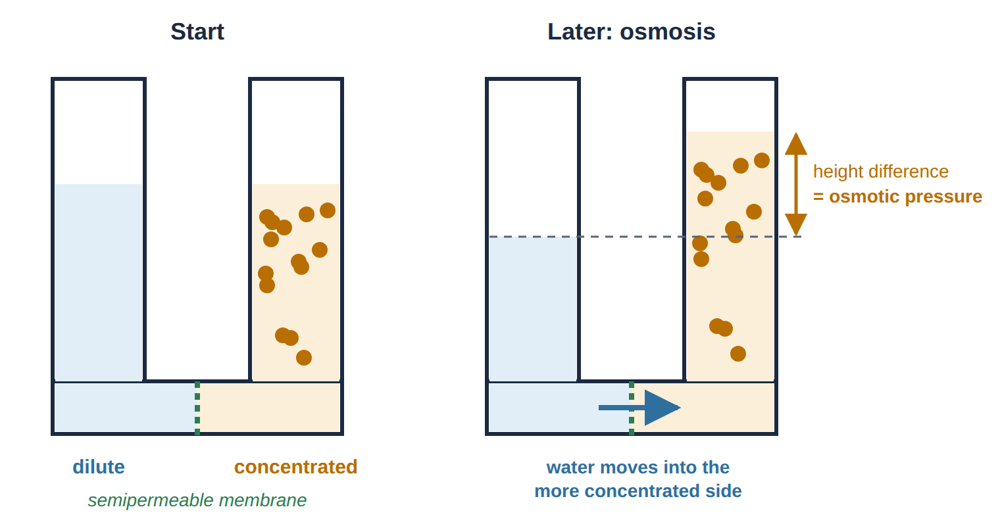 Start
Later: osmosis
height difference
= osmotic pressure
dilute
concentrated
semipermeable membrane
water moves into the
more concentrated side